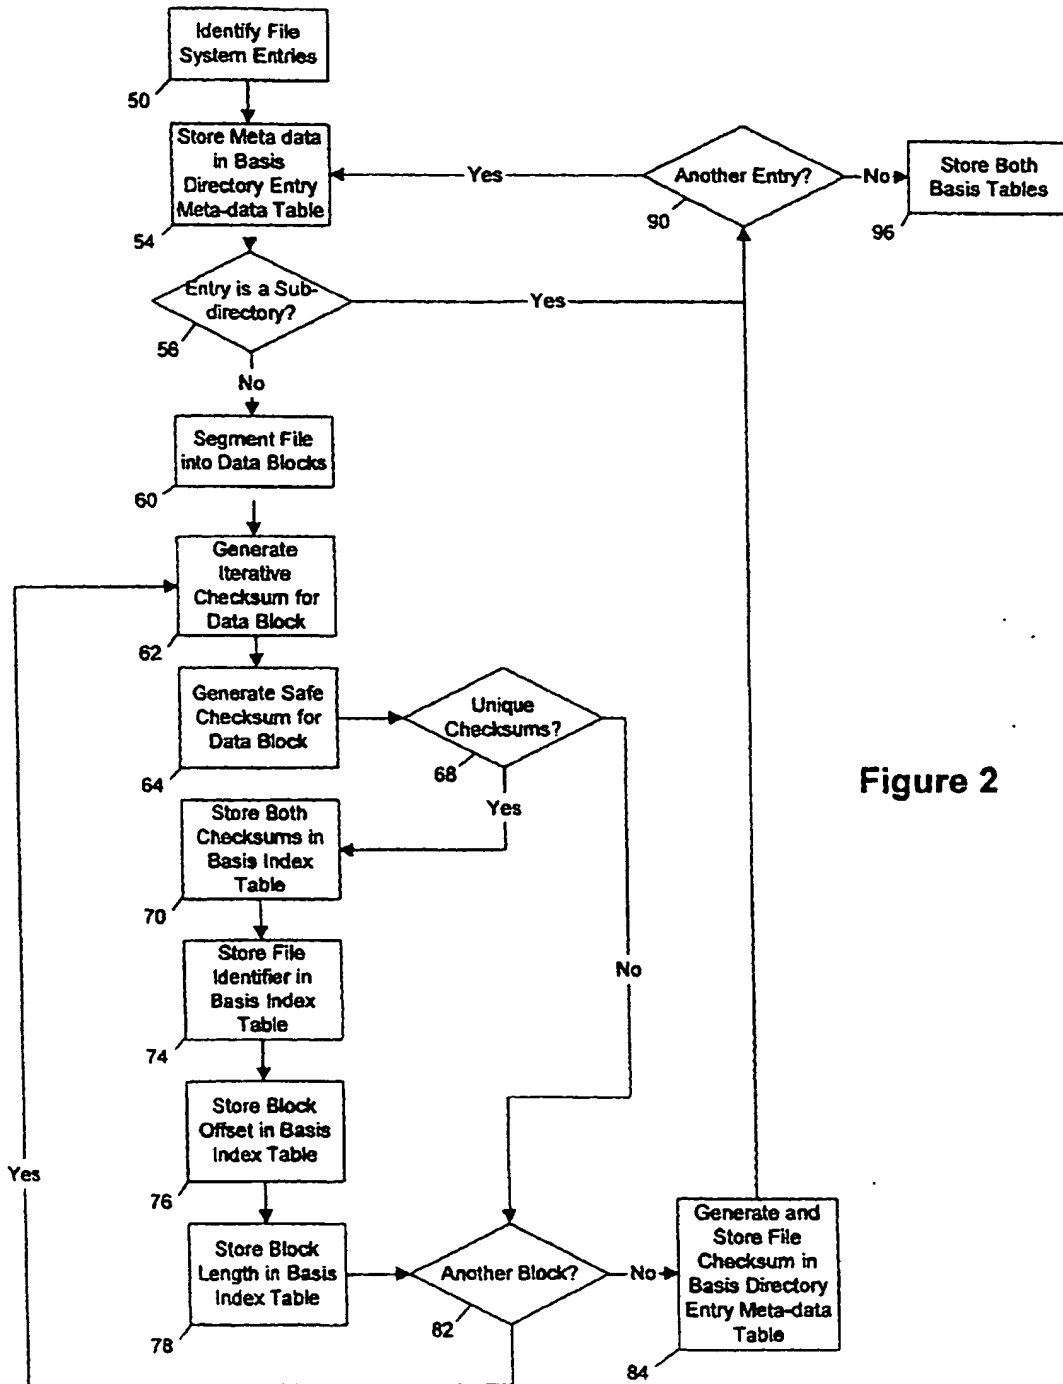 Identify File
System Entries
50
Store Meta data
in Basis
Directory Entry
Meta-data Table
54
Another Entry?
90
Yes
No
Store Both
Basis Tables
96
Entry is a Sub-
directory?
56
Yes
No
Segment File
into Data Blocks
60
Generate
Iterative
Checksum for
Data Block
62
Generate Safe
Checksum for
Data Block
64
Unique
Checksums?
68
Yes
No
Figure 2
Store Both
Checksums in
Basis Index
Table
70
Store File
Identifier in
Basis Index
Table
74
Store Block
Offset in Basis
Index Table
76
Yes
Store Block
Length in Basis
Index Table
78
Another Block?
82
No
Generate and
Store File
Checksum in
Basis Directory
Entry Meta-data
Table
84